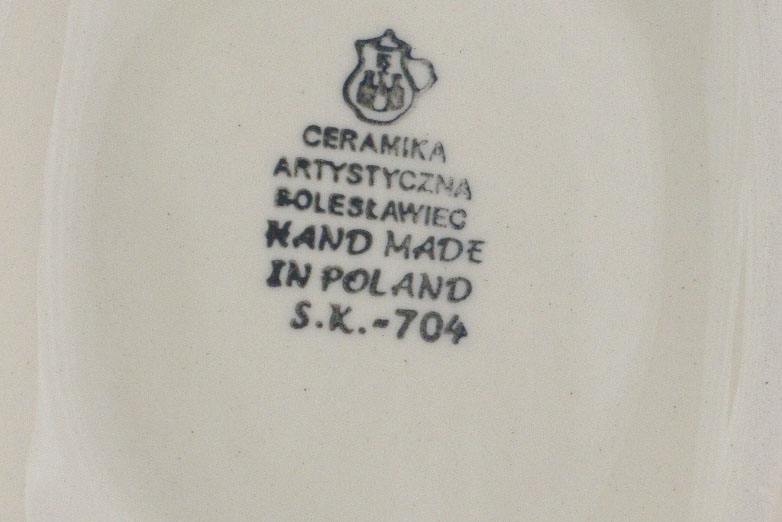 CERAMIKA
ARTYSTYCZNA
BOLESŁAWIEC
HAND MADE
IN POLAND
S.K.-704